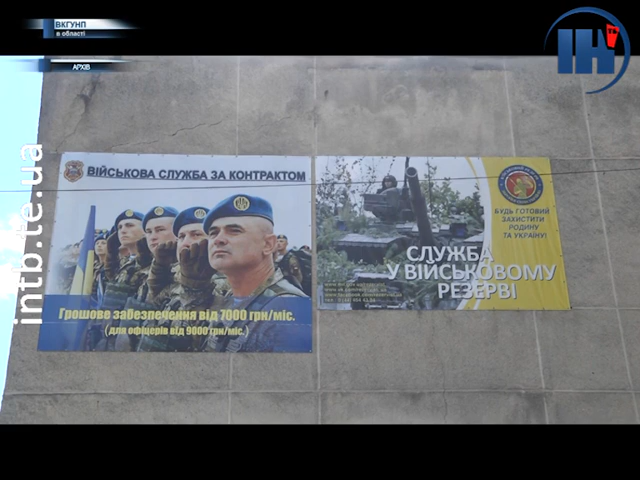 ВКГУНП
в області
АРХІВ
ІНтб
intb.te.ua
ВІЙСЬКОВА СЛУЖБА ЗА КОНТРАКТОМ
Грошове забезпечення від 7000 грн/міс.
(для офіцерів від 9000 грн/міс.)
БУДЬ ГОТОВИЙ
ЗАХИСТИТИ
РОДИНУ
ТА УКРАЇНУ!
СЛУЖБА
У ВІЙСЬКОВОМУ
РЕЗЕРВІ